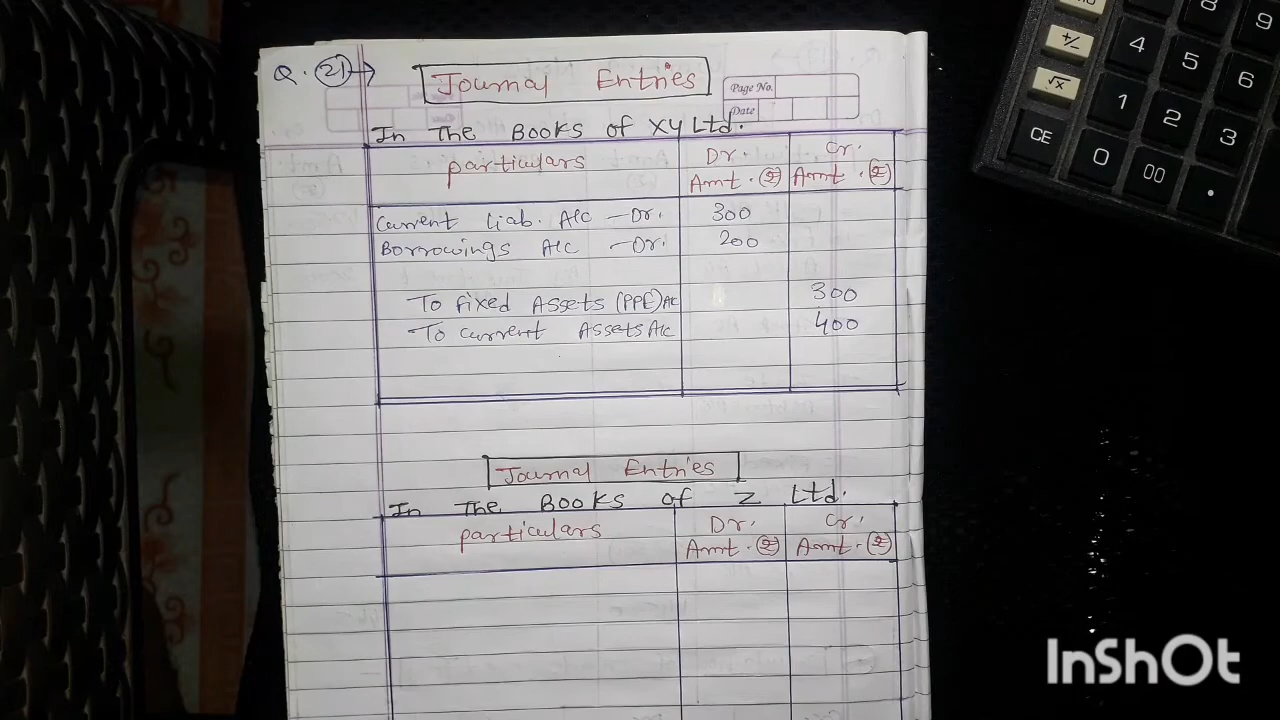 Q. 21→
Journal Entries
Page No.
Date
In The Books of XY Ltd.
particulars
Dr.
Amt. (₹)
Cr.
Amt. (₹)
Current Liab. A/c — Dr.
300
Borrowings A/c — Dr.
200
To fixed Assets (PPE) A/c
300
To current Assets A/c
400
Journal Entries
In The Books of Z Ltd.
particulars
Dr.
Amt. (₹)
Cr.
Amt. (₹)
8
9
+/-
4
5
6
√x
1
2
3
CE
0
00
.
InShOt